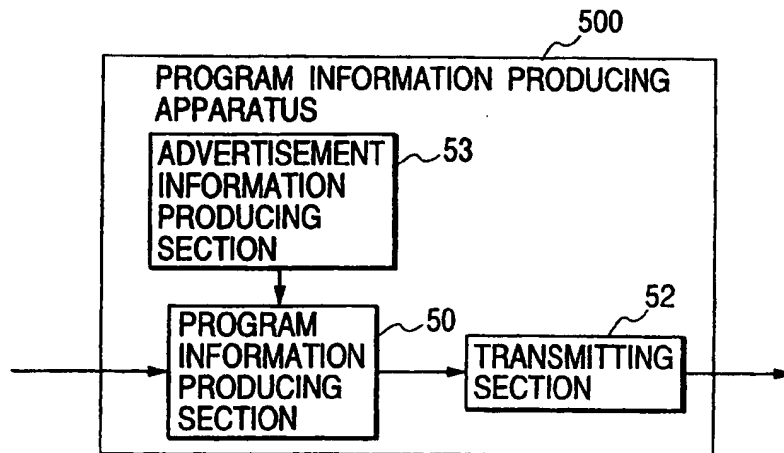 500
PROGRAM INFORMATION PRODUCING
APPARATUS
ADVERTISEMENT
INFORMATION
PRODUCING
SECTION
53
PROGRAM
INFORMATION
PRODUCING
SECTION
50
TRANSMITTING
SECTION
52